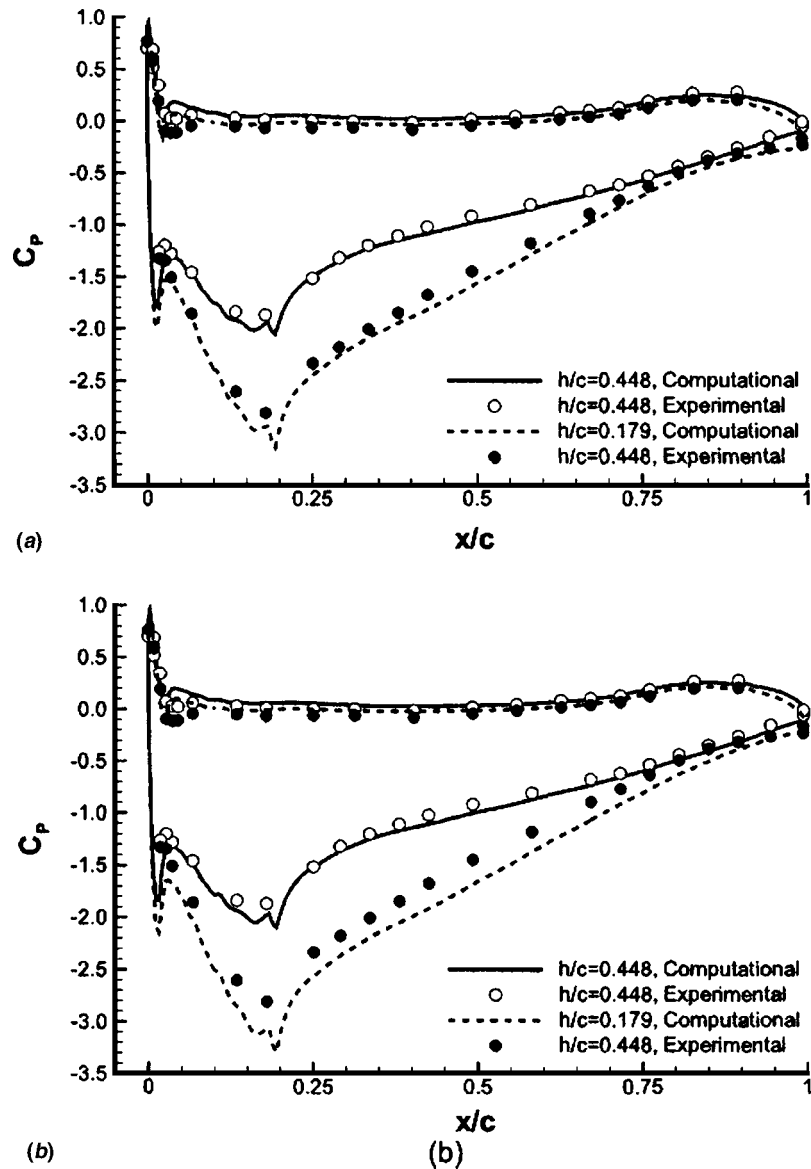 1.0
0.5
0.0
-0.5
-1.0
-1.5
-2.0
-2.5
-3.0
-3.5
C_P
h/c=0.448, Computational
h/c=0.448, Experimental
h/c=0.179, Computational
h/c=0.448, Experimental
0 0.25 0.5 0.75 1
x/c
(a)
1.0
0.5
0.0
-0.5
-1.0
-1.5
-2.0
-2.5
-3.0
-3.5
C_P
h/c=0.448, Computational
h/c=0.448, Experimental
h/c=0.179, Computational
h/c=0.448, Experimental
0 0.25 0.5 0.75 1
x/c
(b) (b)